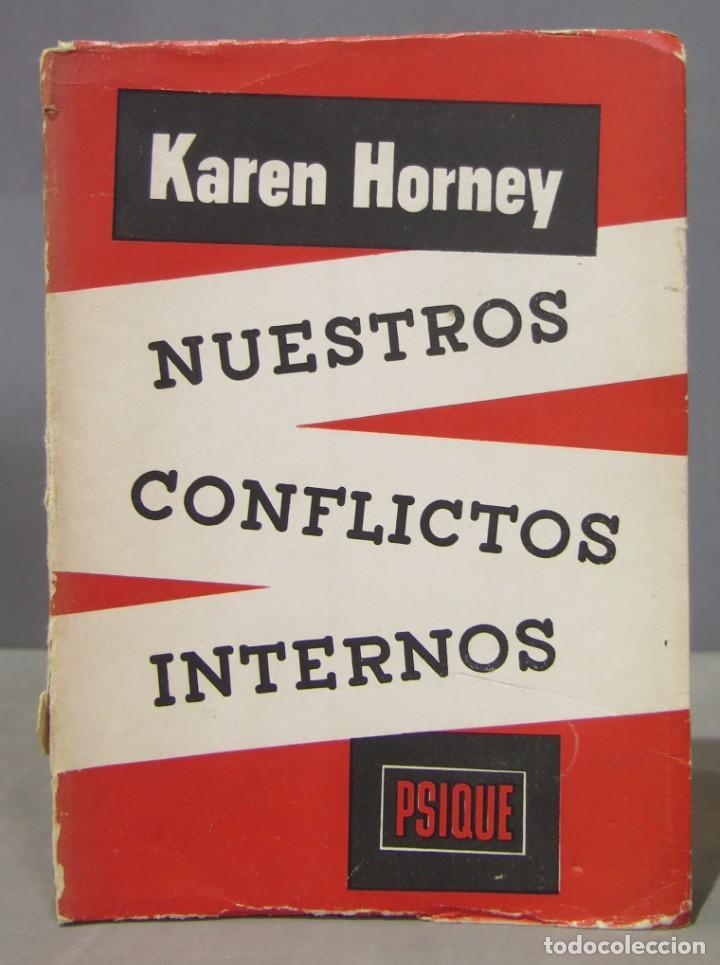 Karen Horney
NUESTROS
CONFLICTOS
INTERNOS
PSIQUE
todocoleccion